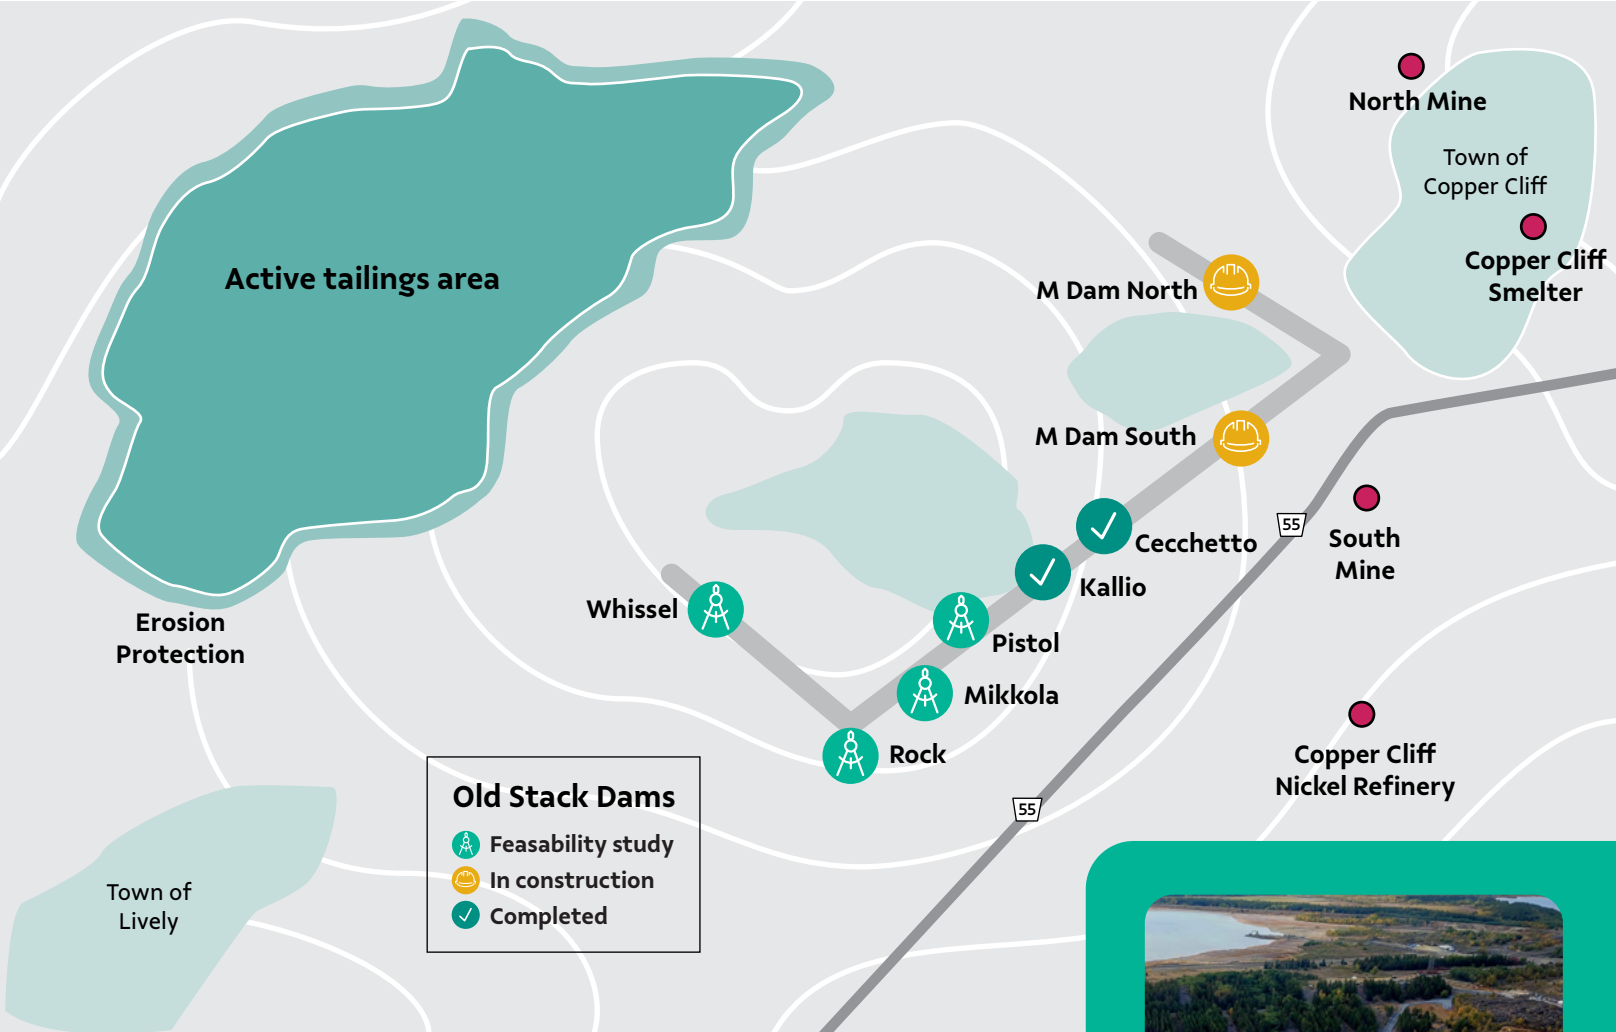 North Mine
Town of
Copper Cliff
Copper Cliff
Smelter
Active tailings area
M Dam North
M Dam South
55
South
Mine
Cecchetto
Kallio
Whissel
Pistol
Erosion
Protection
Mikkola
Rock
Copper Cliff
Nickel Refinery
55
Old Stack Dams
Feasability study
In construction
Completed
Town of
Lively